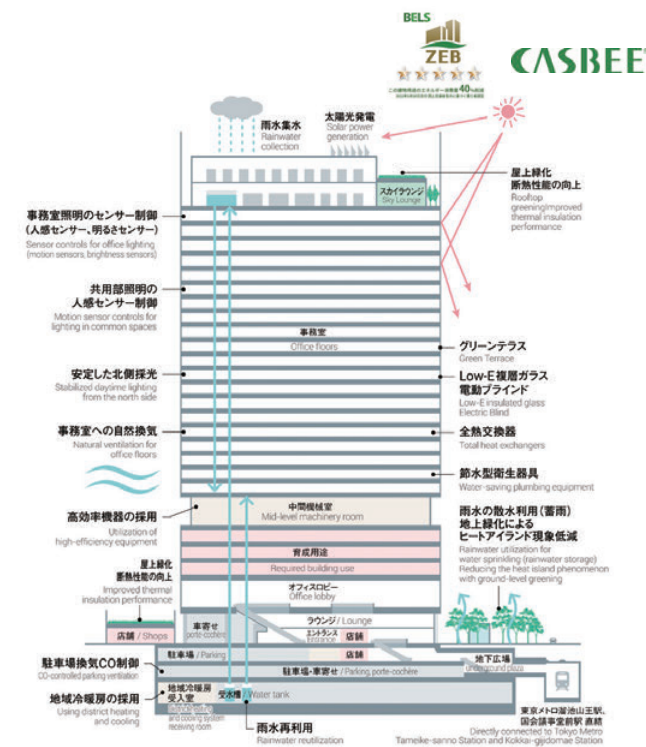 BELS
ZEB
CASBEE
40%
雨水集水
Rainwater
collection
太陽光発電
Solar power
generation
スカイラウンジ
Sky Lounge
屋上緑化
断熱性能の向上
Rooftop
greeningImproved
thermal insulation
performance
事務室照明のセンサー制御
(人感センサー、明るさセンサー)
Sensor controls for office lighting
(motion sensors, brightness sensors)
共用部照明の
人感センサー制御
Motion sensor controls for
lighting in common spaces
事務室
Office floors
グリーンテラス
Green Terrace
安定した北側採光
Stabilized daytime lighting
from the north side
Low-E複層ガラス
電動ブラインド
Low-E insulated glass
Electric Blind
事務室への自然換気
Natural ventilation for
office floors
全熱交換器
Total heat exchangers
節水型衛生器具
Water-saving plumbing equipment
高効率機器の採用
Utilization of
high-efficiency equipment
中間機械室
Mid-level machinery room
雨水の散水利用(蓄雨)
地上緑化による
ヒートアイランド現象低減
Rainwater utilization for
water sprinkling (rainwater storage)
Reducing the heat island phenomenon
with ground-level greening
育成用途
Required building use
屋上緑化
断熱性能の向上
Improved thermal
insulation performance
オフィスロビー
Office lobby
店舗 / Shops
車寄せ
porte-cochère
ラウンジ / Lounge
エントランス
Entrance
店舗
駐車場 / Parking
店舗
駐車場換気CO制御
CO-controlled parking ventilation
駐車場・車寄せ / Parking, porte-cochère
地下広場
underground plaza
地域冷暖房の採用
Using district heating
and cooling
地域冷暖房
受入室
District heating
and cooling system
receiving room
受水槽 / Water tank
雨水再利用
Rainwater reutilization
東京メトロ溜池山王駅、
国会議事堂前駅 直結
Directly connected to Tokyo Metro
Tameike-sanno Station and Kokkai-gijidomae Station